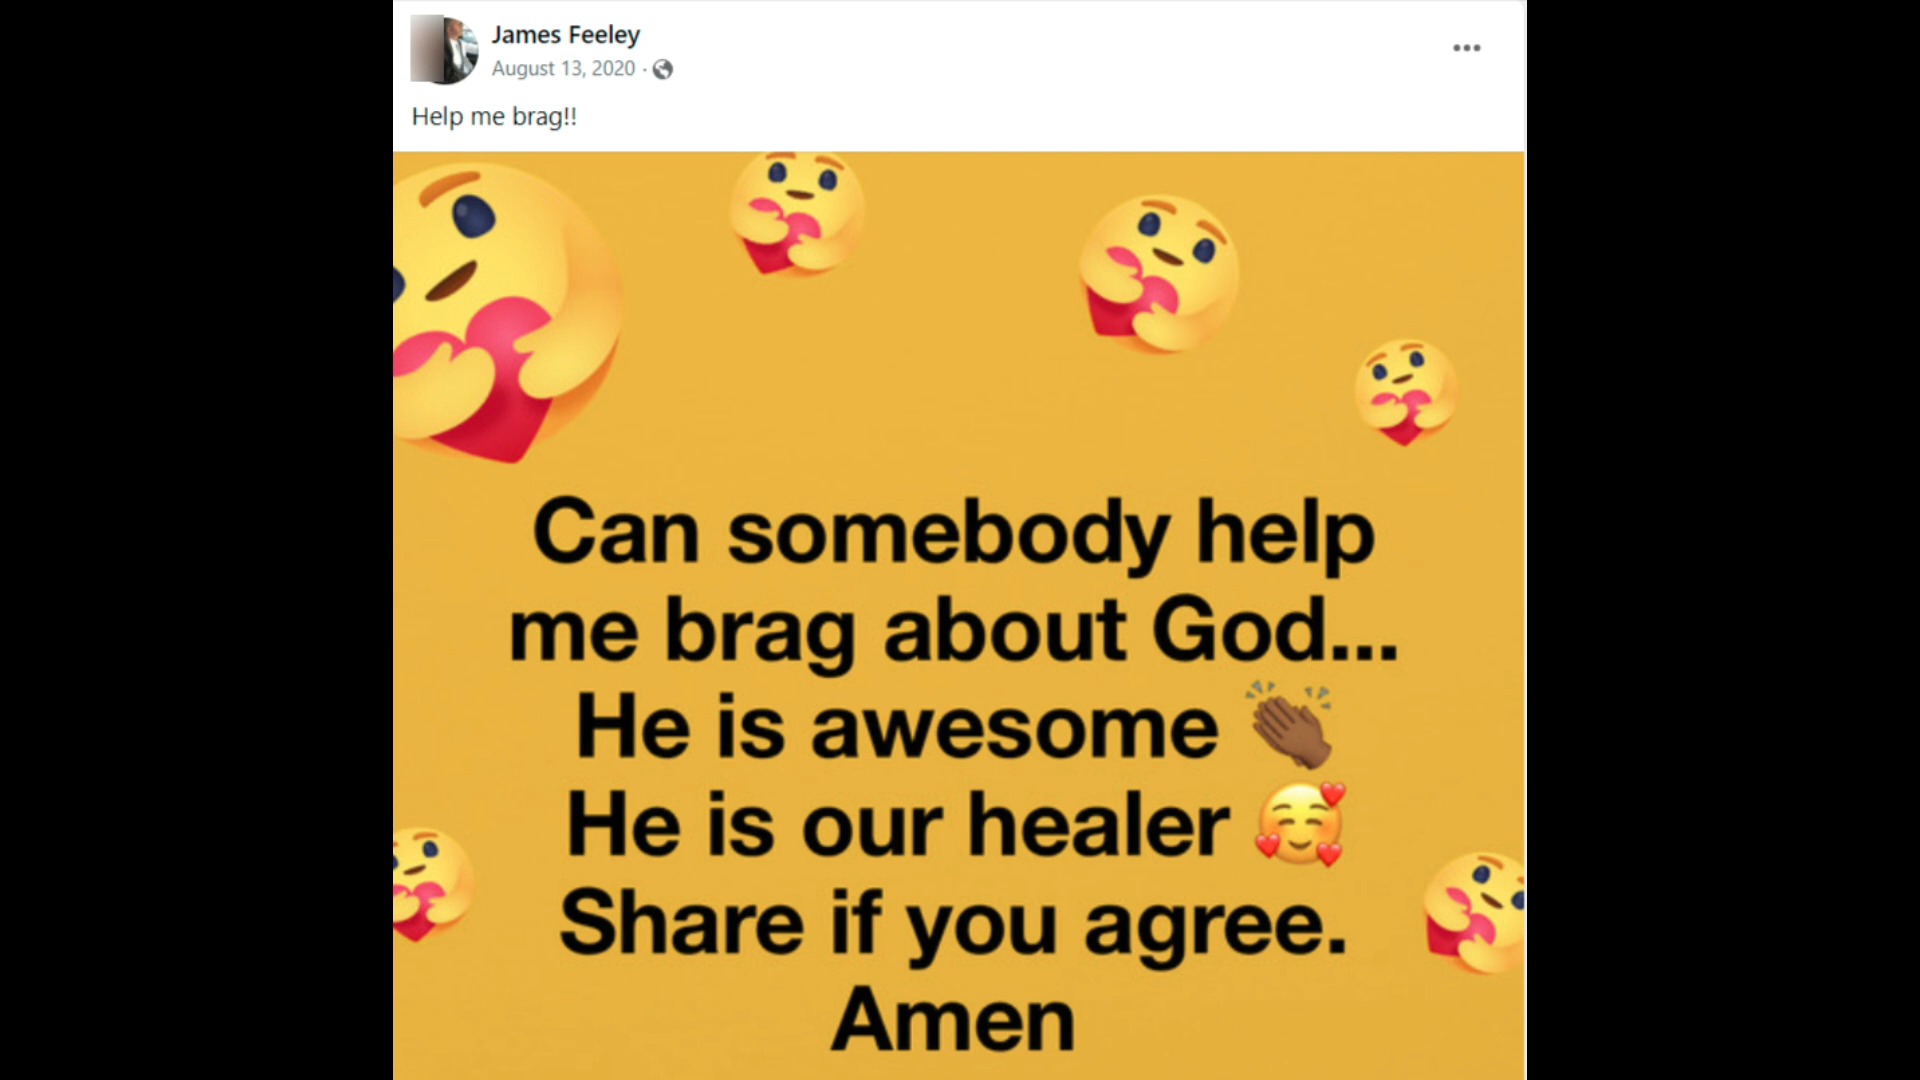 James Feeley
August 13, 2020 ·
Help me brag!!
Can somebody help
me brag about God...
He is awesome 👏🏾
He is our healer 🥰
Share if you agree.
Amen